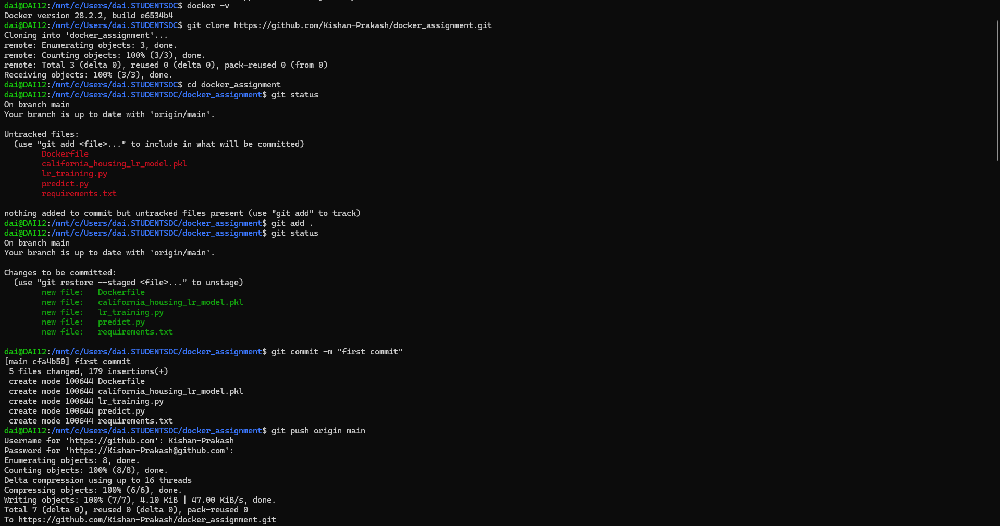 dai@DAI12:/mnt/c/Users/dai.STUDENTSDC$ docker -v
Docker version 28.2.2, build e6534b4
dai@DAI12:/mnt/c/Users/dai.STUDENTSDC$ git clone https://github.com/Kishan-Prakash/docker_assignment.git
Cloning into 'docker_assignment'...
remote: Enumerating objects: 3, done.
remote: Counting objects: 100% (3/3), done.
remote: Total 3 (delta 0), reused 0 (delta 0), pack-reused 0 (from 0)
Receiving objects: 100% (3/3), done.
dai@DAI12:/mnt/c/Users/dai.STUDENTSDC$ cd docker_assignment
dai@DAI12:/mnt/c/Users/dai.STUDENTSDC/docker_assignment$ git status
On branch main
Your branch is up to date with 'origin/main'.

Untracked files:
  (use "git add <file>..." to include in what will be committed)
        Dockerfile
        california_housing_lr_model.pkl
        lr_training.py
        predict.py
        requirements.txt

nothing added to commit but untracked files present (use "git add" to track)
dai@DAI12:/mnt/c/Users/dai.STUDENTSDC/docker_assignment$ git add .
dai@DAI12:/mnt/c/Users/dai.STUDENTSDC/docker_assignment$ git status
On branch main
Your branch is up to date with 'origin/main'.

Changes to be committed:
  (use "git restore --staged <file>..." to unstage)
        new file:   Dockerfile
        new file:   california_housing_lr_model.pkl
        new file:   lr_training.py
        new file:   predict.py
        new file:   requirements.txt

dai@DAI12:/mnt/c/Users/dai.STUDENTSDC/docker_assignment$ git commit -m "first commit"
[main cfa4b50] first commit
 5 files changed, 179 insertions(+)
 create mode 100644 Dockerfile
 create mode 100644 california_housing_lr_model.pkl
 create mode 100644 lr_training.py
 create mode 100644 predict.py
 create mode 100644 requirements.txt
dai@DAI12:/mnt/c/Users/dai.STUDENTSDC/docker_assignment$ git push origin main
Username for 'https://github.com': Kishan-Prakash
Password for 'https://Kishan-Prakash@github.com':
Enumerating objects: 8, done.
Counting objects: 100% (8/8), done.
Delta compression using up to 16 threads
Compressing objects: 100% (6/6), done.
Writing objects: 100% (7/7), 4.10 KiB | 47.00 KiB/s, done.
Total 7 (delta 0), reused 0 (delta 0), pack-reused 0
To https://github.com/Kishan-Prakash/docker_assignment.git